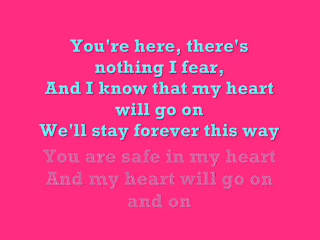 You're here, there's
nothing I fear,
And I know that my heart
will go on
We'll stay forever this way
You are safe in my heart
And my heart will go on
and on